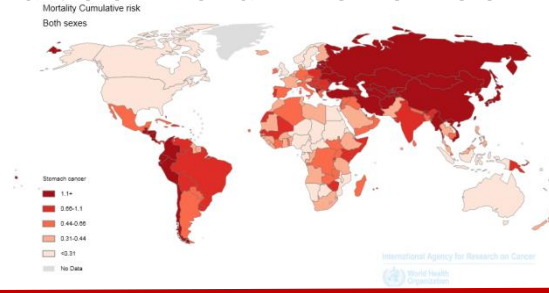 Mortality Cumulative risk
Both sexes
Stomach cancer
1.1+
0.66-1.1
0.44-0.66
0.31-0.44
<0.31
No Data
International Agency for Research on Cancer
World Health
Organization